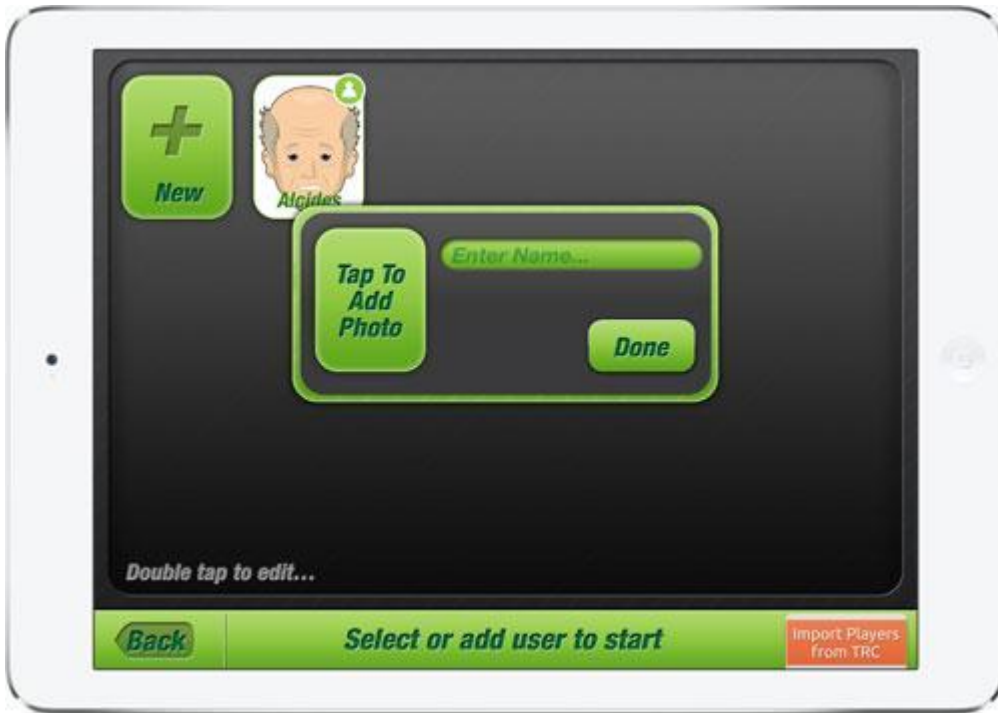 New
Alcides
Tap To
Add
Photo
Enter Name...
Done
Double tap to edit...
Back
Select or add user to start
Import Players
from TRC